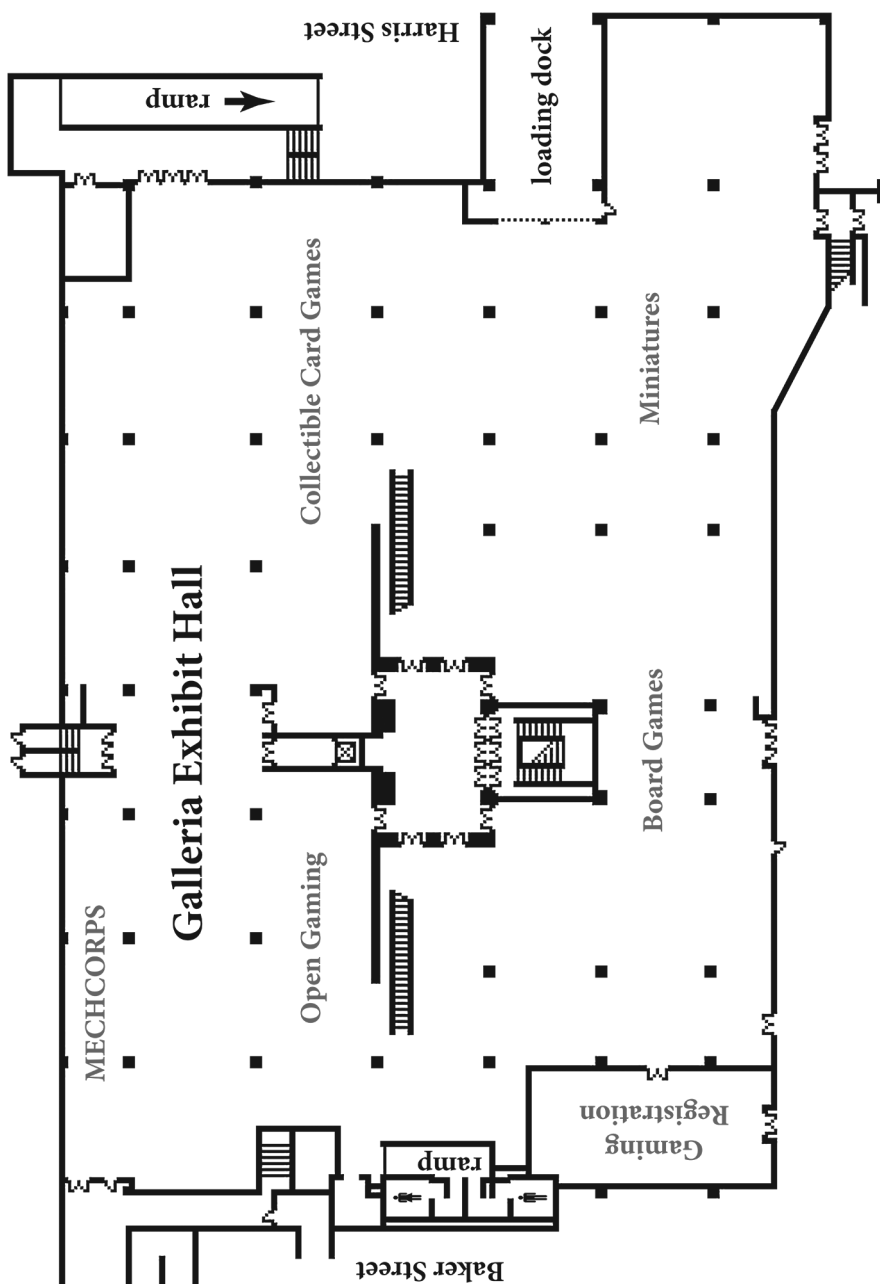 Harris Street
ramp
loading dock
Collectible Card Games
Miniatures
Galleria Exhibit Hall
Board Games
MECHCORPS
Open Gaming
Gaming
Registration
ramp
Baker Street